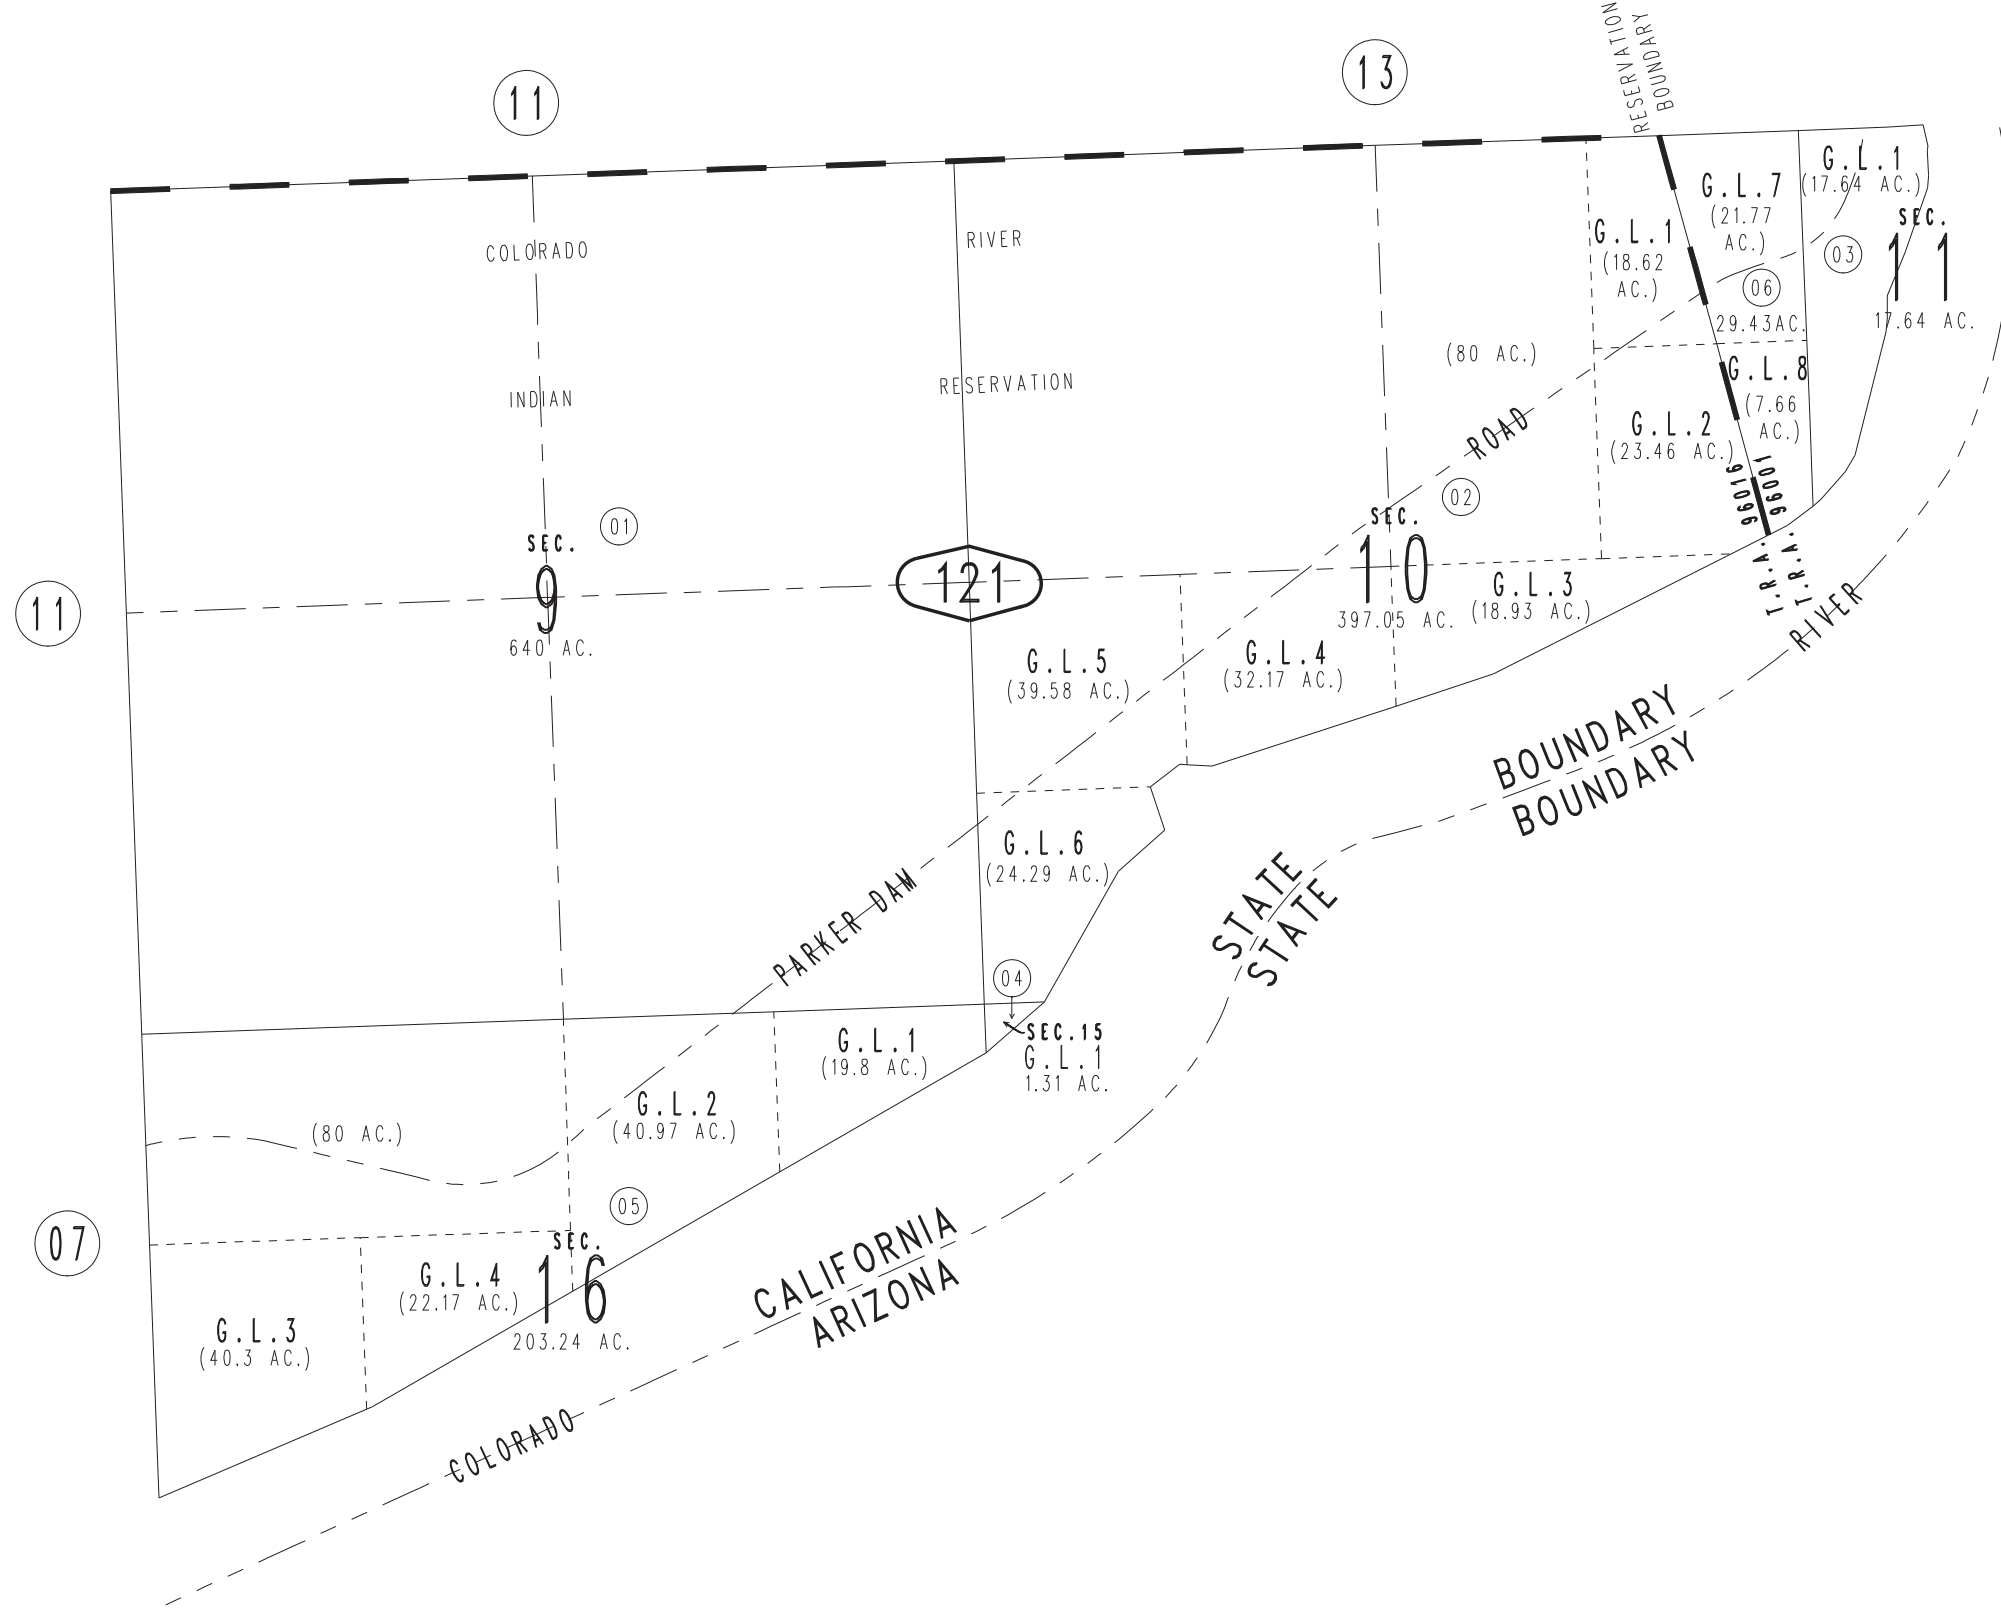 RESERVATION
BOUNDARY
11
13
G.L.1
(17.64 AC.)
G.L.7
(21.77
AC.)
SEC.
11
17.64 AC.
03
G.L.1
(18.62
AC.)
06
29.43AC.
COLORADO
RIVER
INDIAN
RESERVATION
(80 AC.)
G.L.8
(7.66
AC.)
G.L.2
(23.46 AC.)
ROAD
96016
96001
T.R.A.
T.R.A.
02
SEC.
10
397.05 AC.
01
SEC.
9
640 AC.
121
11
G.L.3
(18.93 AC.)
RIVER
G.L.5
(39.58 AC.)
G.L.4
(32.17 AC.)
BOUNDARY
BOUNDARY
G.L.6
(24.29 AC.)
STATE
STATE
PARKER DAM
04
SEC.15
G.L.1
1.31 AC.
G.L.1
(19.8 AC.)
G.L.2
(40.97 AC.)
(80 AC.)
05
07
SEC.
16
203.24 AC.
G.L.4
(22.17 AC.)
G.L.3
(40.3 AC.)
CALIFORNIA
ARIZONA
COLORADO